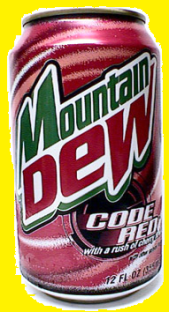 Mountain
Dew
CODE
RED
with a rush of cherry
12 FL OZ